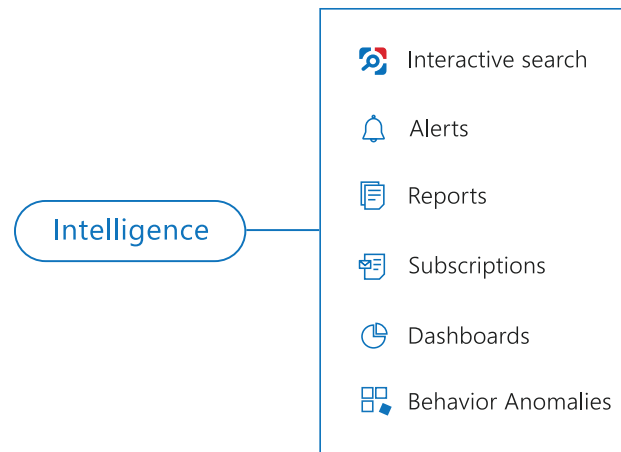 Interactive search
Alerts
Reports
Intelligence
Subscriptions
Dashboards
Behavior Anomalies